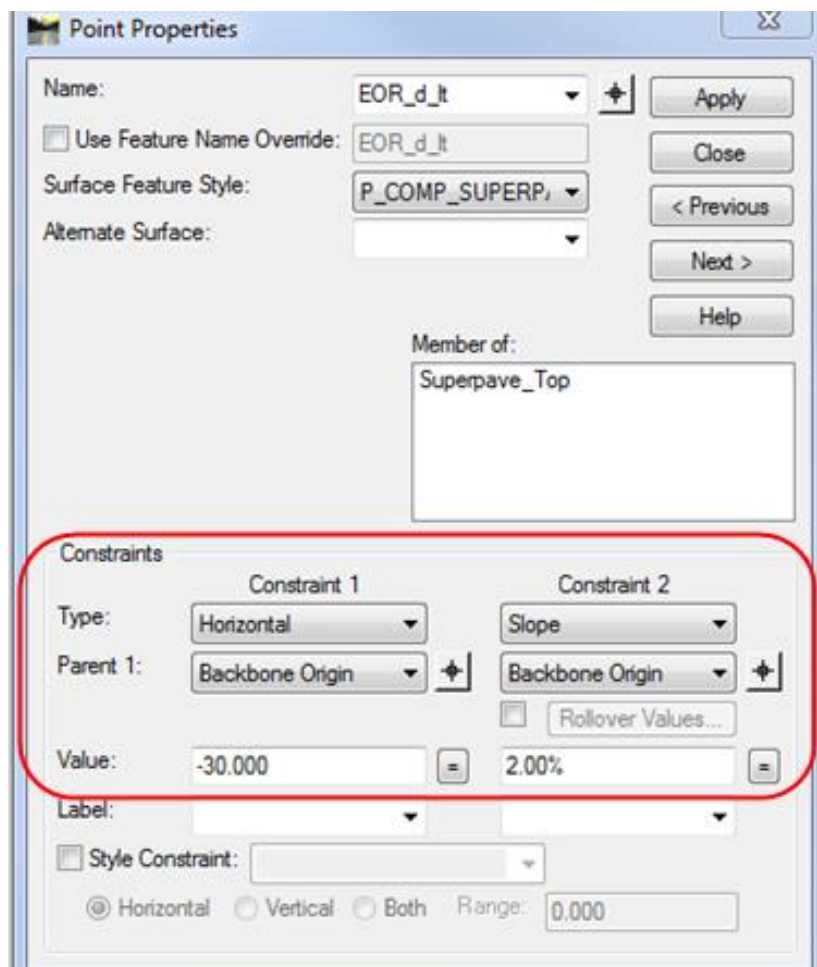 Point Properties
Name: EOR_d_lt Apply
Use Feature Name Override: EOR_d_lt Close
Surface Feature Style: P_COMP_SUPERP < Previous
Alternate Surface: Next >
Help
Member of:
Superpave_Top
Constraints
Constraint 1 Constraint 2
Type: Horizontal Slope
Parent 1: Backbone Origin Backbone Origin
Rollover Values...
Value: -30.000 = 2.00% =
Label:
Style Constraint:
Horizontal Vertical Both Range: 0.000